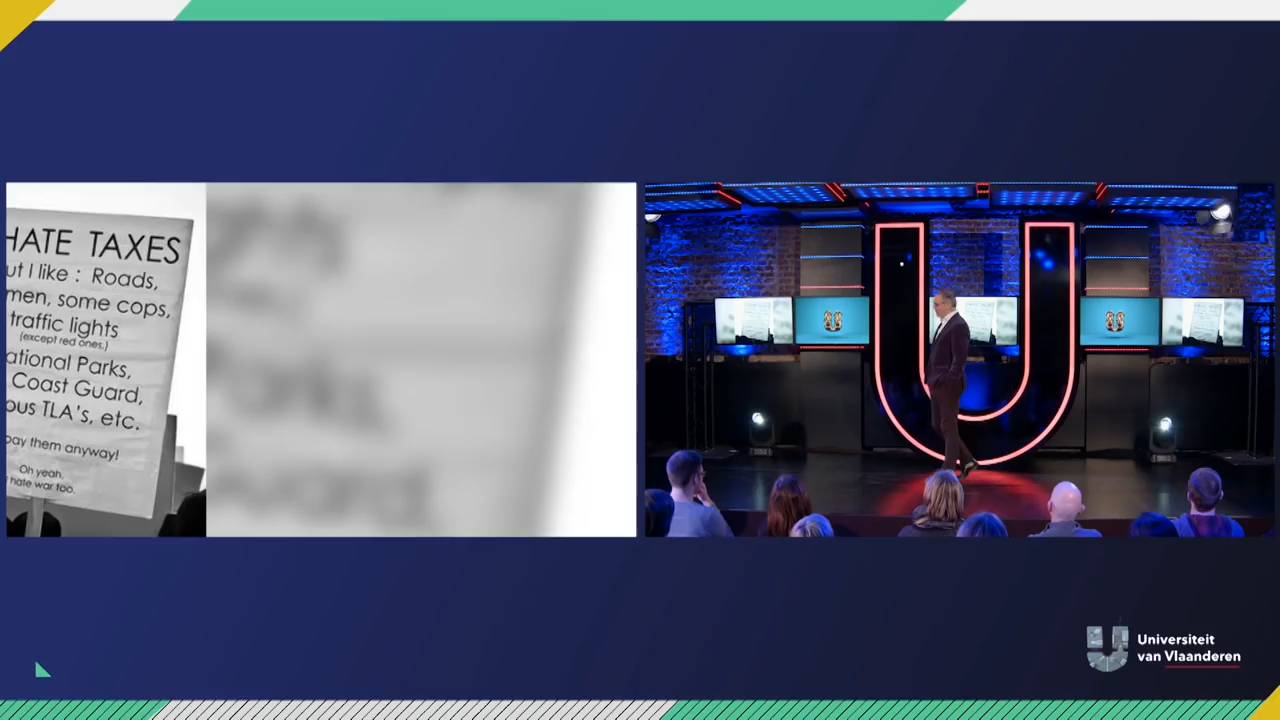 HATE TAXES
ut I like : Roads,
men, some cops,
traffic lights
(except red ones,)
ational Parks,
Coast Guard,
ous TLA's, etc.
pay them anyway!
Oh yeah,
hate war too.
Universiteit
van Vlaanderen